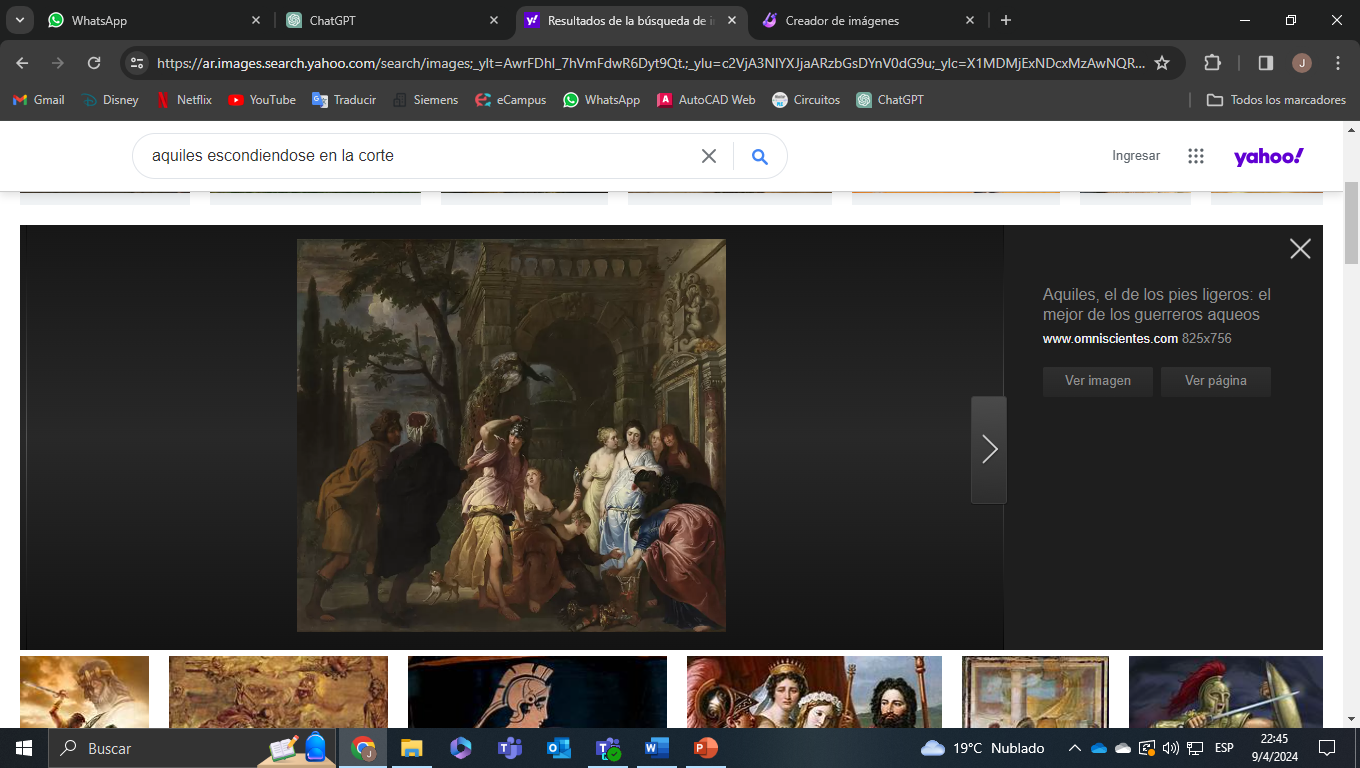 WhatsApp
ChatGPT
Resultados de la búsqueda de i
Creador de imágenes
https://ar.images.search.yahoo.com/search/images;_ylt=AwrFDhl_7hVmFdwR6Dyt9Qt.;_ylu=c2VjA3NlYXJjaARzbGsDYnV0dG9u;_ylc=X1MDMjExNDcxMzAwNQR...
J
Gmail
Disney
Netflix
YouTube
Traducir
Siemens
eCampus
WhatsApp
AutoCAD Web
Circuitos
ChatGPT
Todos los marcadores
aquiles escondiendose en la corte
Ingresar
yahoo!
Aquiles, el de los pies ligeros: el
mejor de los guerreros aqueos
www.omniscientes.com 825x756
Ver imagen
Ver página
Buscar
19°C Nublado
ESP
22:45
9/4/2024